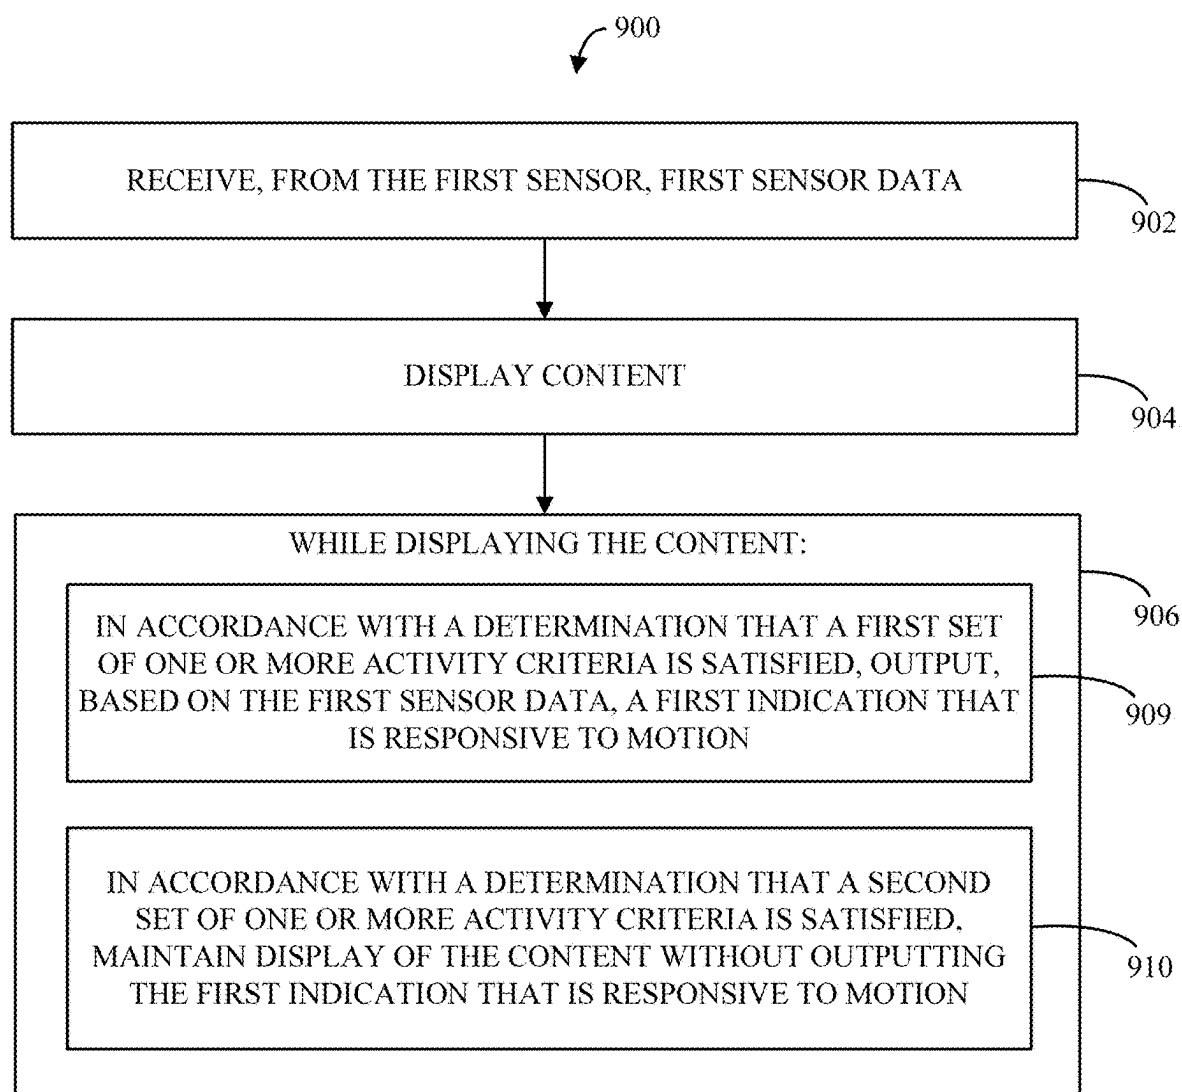 900
RECEIVE, FROM THE FIRST SENSOR, FIRST SENSOR DATA
902
DISPLAY CONTENT
904
WHILE DISPLAYING THE CONTENT:
906
IN ACCORDANCE WITH A DETERMINATION THAT A FIRST SET
OF ONE OR MORE ACTIVITY CRITERIA IS SATISFIED, OUTPUT,
BASED ON THE FIRST SENSOR DATA, A FIRST INDICATION THAT
IS RESPONSIVE TO MOTION
909
IN ACCORDANCE WITH A DETERMINATION THAT A SECOND
SET OF ONE OR MORE ACTIVITY CRITERIA IS SATISFIED,
MAINTAIN DISPLAY OF THE CONTENT WITHOUT OUTPUTTING
THE FIRST INDICATION THAT IS RESPONSIVE TO MOTION
910